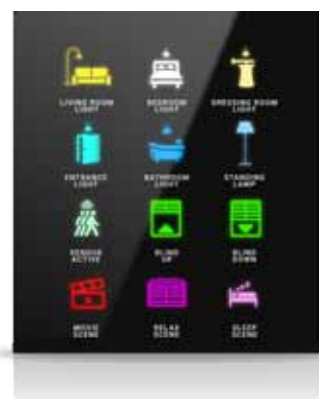 LIVING ROOM
LIGHT
BEDROOM
LIGHT
DRESSING ROOM
LIGHT
ENTRANCE
LIGHT
BATHROOM
LIGHT
STANDING
LAMP
SENSOR
ACTIVE
BLIND
UP
BLIND
DOWN
MOVIE
SCENE
RELAX
SCENE
SLEEP
SCENE